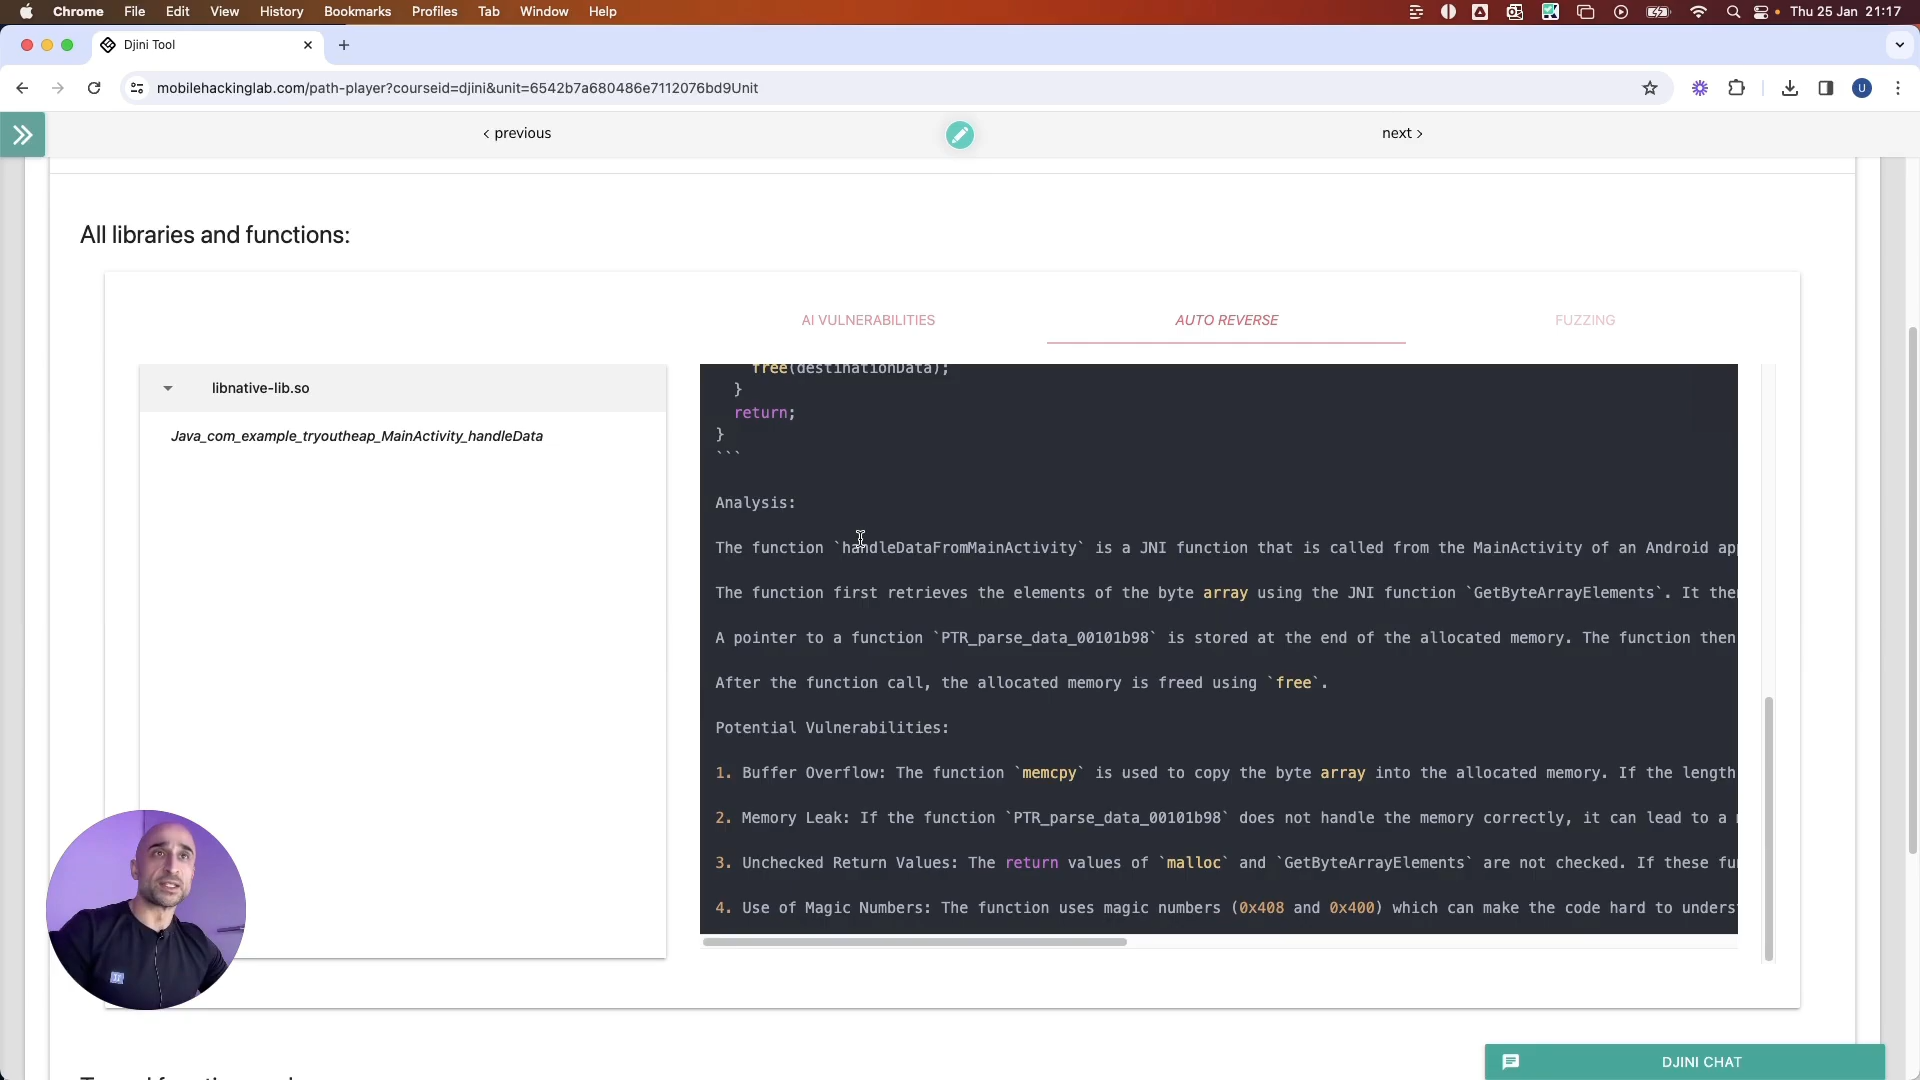 Chrome File Edit View History Bookmarks Profiles Tab Window Help Thu 25 Jan 21:17
Djini Tool
mobilehackinglab.com/path-player?courseid=djini&unit=6542b7a680486e7112076bd9Unit
U
< previous
next >
All libraries and functions:
AI VULNERABILITIES
AUTO REVERSE
FUZZING
libnative-lib.so
Java_com_example_tryoutheap_MainActivity_handleData
free(destinationData);
}
return;
}
```
Analysis:
The function `handleDataFromMainActivity` is a JNI function that is called from the MainActivity of an Android
The function first retrieves the elements of the byte array using the JNI function `GetByteArrayElements`. It
A pointer to a function `PTR_parse_data_00101b98` is stored at the end of the allocated memory. The function then
After the function call, the allocated memory is freed using `free`.
Potential Vulnerabilities:
1. Buffer Overflow: The function `memcpy` is used to copy the byte array into the allocated memory. If the length
2. Memory Leak: If the function `PTR_parse_data_00101b98` does not handle the memory correctly, it can lead to a
3. Unchecked Return Values: The return values of `malloc` and `GetByteArrayElements` are not checked. If these
4. Use of Magic Numbers: The function uses magic numbers (0x408 and 0x400) which can make the code hard to
DJINI CHAT